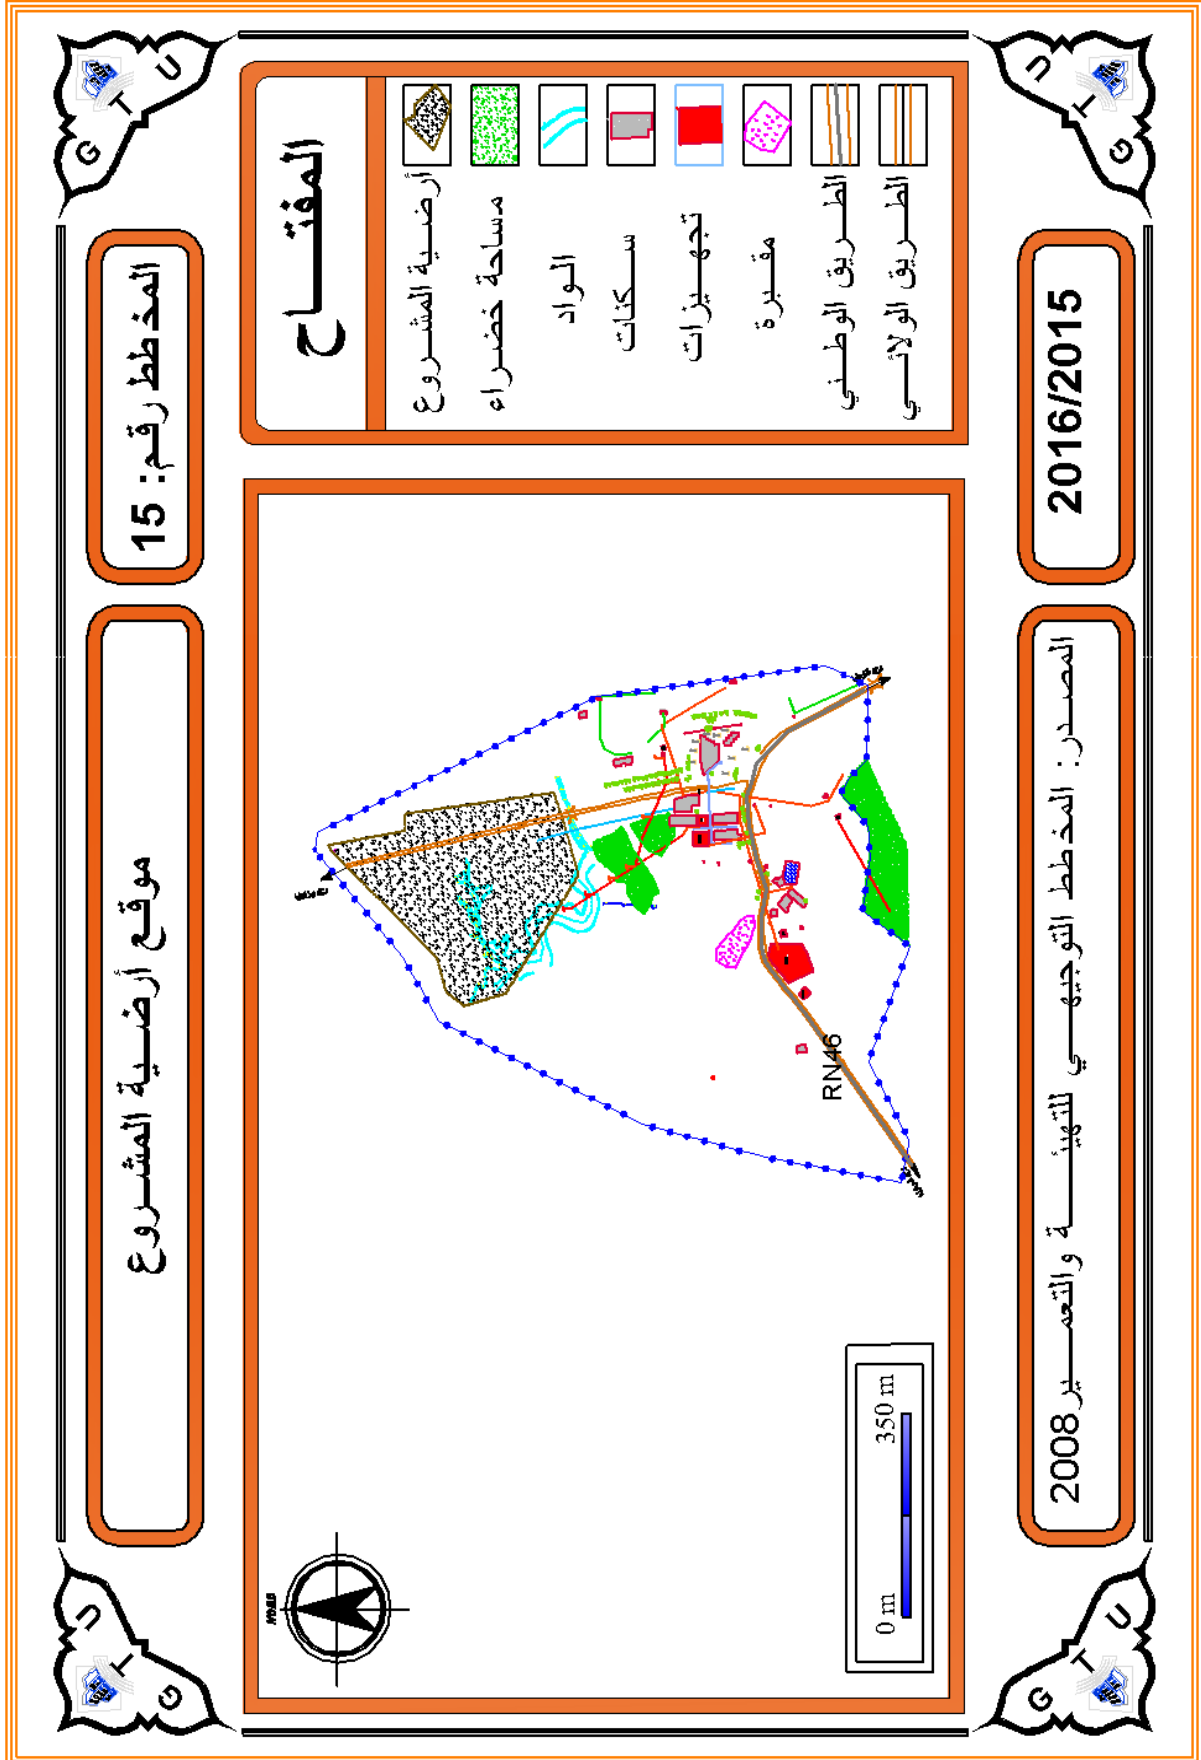 المخطط رقم: 15
موقع أرضية المشروع
المفتاح
أرضية المشروع
مساحة خضراء
الواد
سكنات
تجهيزات
مقبرة
الطريق الوطني
الطريق الولائي
RN46
0 m 350 m
2016/2015
المصدر: المخطط التوجيهي للتهيئة والتعمير 2008
G T U
G T U
G T U
G T U